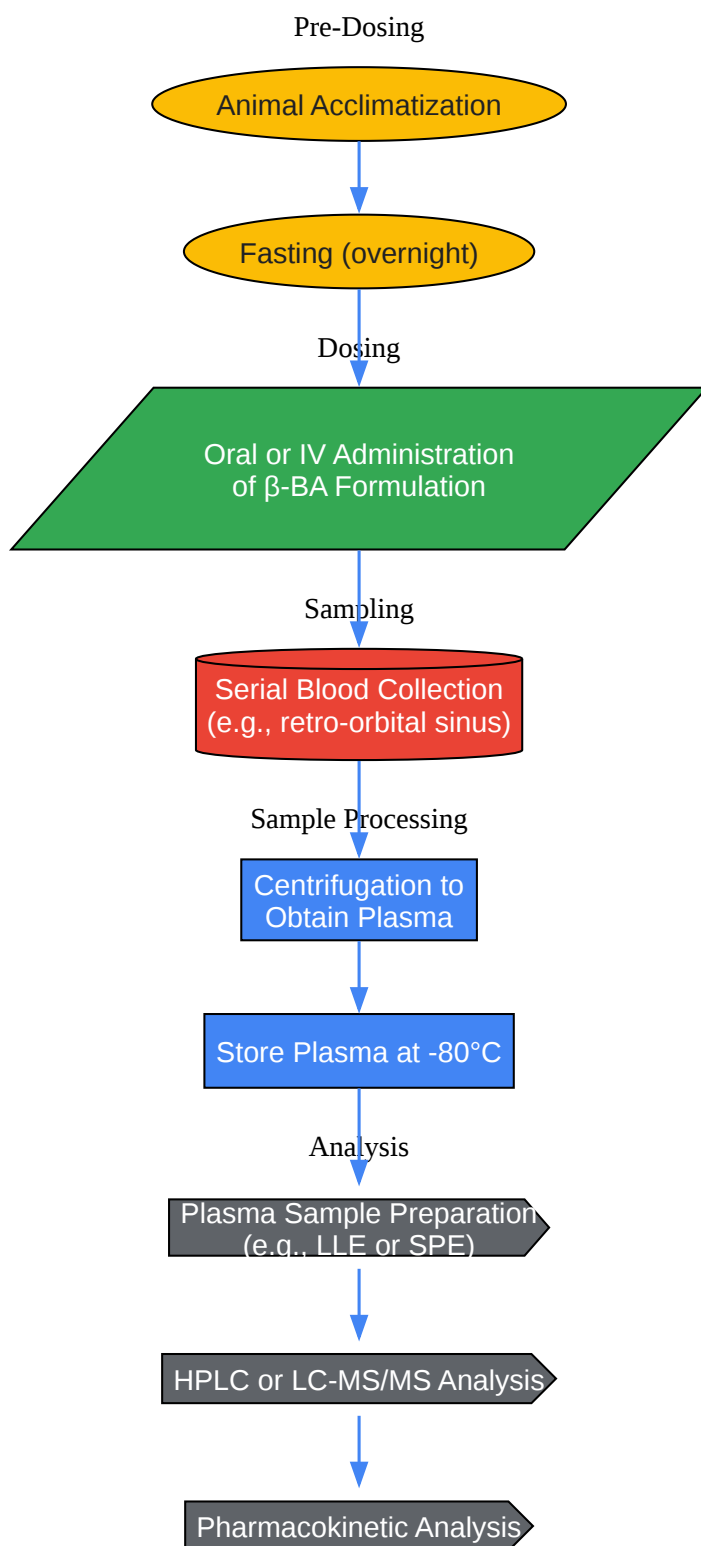 Pre-Dosing
Animal Acclimatization
Fasting (overnight)
Dosing
Oral or IV Administration
of β-BA Formulation
Sampling
Serial Blood Collection
(e.g., retro-orbital sinus)
Sample Processing
Centrifugation to
Obtain Plasma
Store Plasma at -80°C
Analysis
Plasma Sample Preparation
(e.g., LLE or SPE)
HPLC or LC-MS/MS Analysis
Pharmacokinetic Analysis